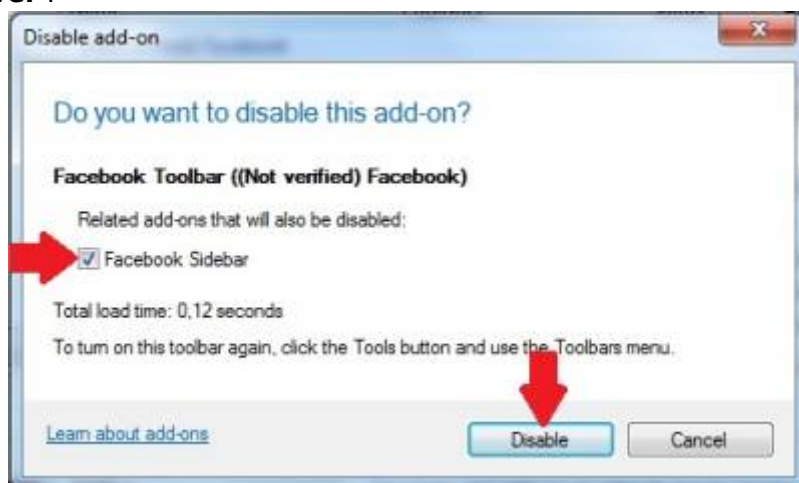 Disable add-on
Do you want to disable this add-on?
Facebook Toolbar ((Not verified) Facebook)
Related add-ons that will also be disabled:
Facebook Sidebar
Total load time: 0,12 seconds
To turn on this toolbar again, click the Tools button and use the Toolbars menu.
Learn about add-ons
Disable
Cancel